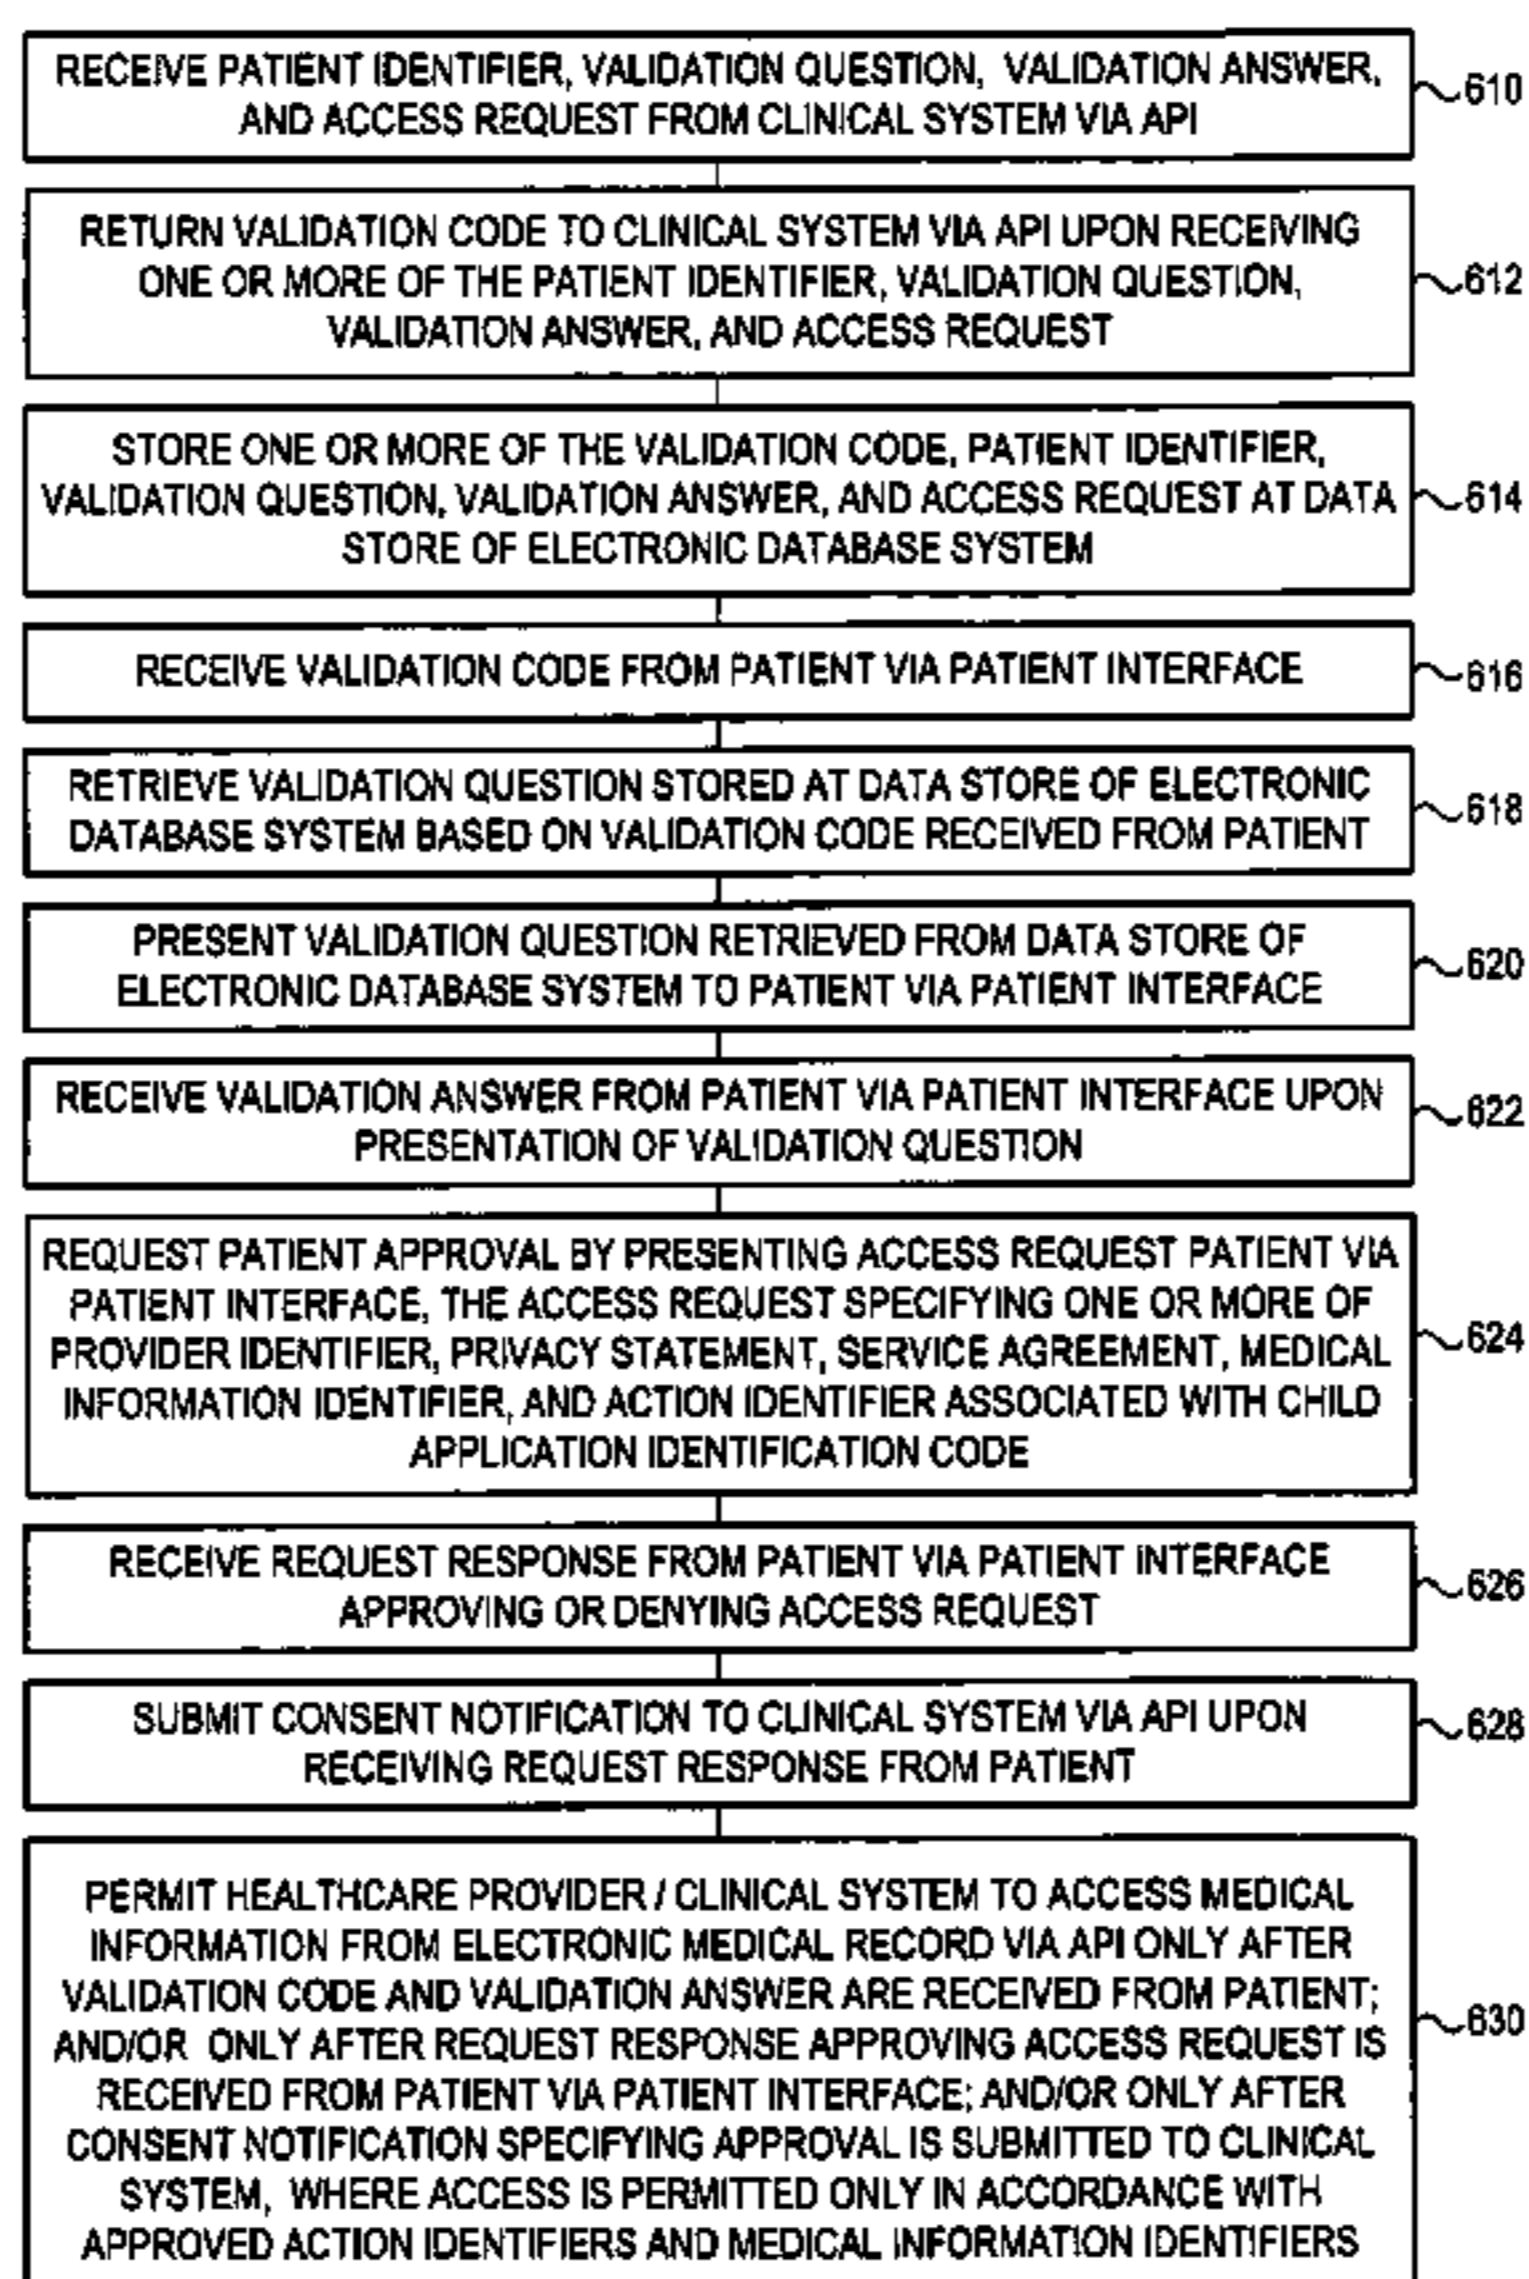 RECEIVE PATIENT IDENTIFIER, VALIDATION QUESTION, VALIDATION ANSWER,
AND ACCESS REQUEST FROM CLINICAL SYSTEM VIA API
610
RETURN VALIDATION CODE TO CLINICAL SYSTEM VIA API UPON RECEIVING
ONE OR MORE OF THE PATIENT IDENTIFIER, VALIDATION QUESTION,
VALIDATION ANSWER, AND ACCESS REQUEST
612
STORE ONE OR MORE OF THE VALIDATION CODE, PATIENT IDENTIFIER,
VALIDATION QUESTION, VALIDATION ANSWER, AND ACCESS REQUEST AT DATA
STORE OF ELECTRONIC DATABASE SYSTEM
614
RECEIVE VALIDATION CODE FROM PATIENT VIA PATIENT INTERFACE
616
RETRIEVE VALIDATION QUESTION STORED AT DATA STORE OF ELECTRONIC
DATABASE SYSTEM BASED ON VALIDATION CODE RECEIVED FROM PATIENT
618
PRESENT VALIDATION QUESTION RETRIEVED FROM DATA STORE OF
ELECTRONIC DATABASE SYSTEM TO PATIENT VIA PATIENT INTERFACE
620
RECEIVE VALIDATION ANSWER FROM PATIENT VIA PATIENT INTERFACE UPON
PRESENTATION OF VALIDATION QUESTION
622
REQUEST PATIENT APPROVAL BY PRESENTING ACCESS REQUEST PATIENT VIA
PATIENT INTERFACE, THE ACCESS REQUEST SPECIFYING ONE OR MORE OF
PROVIDER IDENTIFIER, PRIVACY STATEMENT, SERVICE AGREEMENT, MEDICAL
INFORMATION IDENTIFIER, AND ACTION IDENTIFIER ASSOCIATED WITH CHILD
APPLICATION IDENTIFICATION CODE
624
RECEIVE REQUEST RESPONSE FROM PATIENT VIA PATIENT INTERFACE
APPROVING OR DENYING ACCESS REQUEST
626
SUBMIT CONSENT NOTIFICATION TO CLINICAL SYSTEM VIA API UPON
RECEIVING REQUEST RESPONSE FROM PATIENT
628
PERMIT HEALTHCARE PROVIDER / CLINICAL SYSTEM TO ACCESS MEDICAL
INFORMATION FROM ELECTRONIC MEDICAL RECORD VIA API ONLY AFTER
VALIDATION CODE AND VALIDATION ANSWER ARE RECEIVED FROM PATIENT;
AND/OR ONLY AFTER REQUEST RESPONSE APPROVING ACCESS REQUEST IS
RECEIVED FROM PATIENT VIA PATIENT INTERFACE; AND/OR ONLY AFTER
CONSENT NOTIFICATION SPECIFYING APPROVAL IS SUBMITTED TO CLINICAL
SYSTEM, WHERE ACCESS IS PERMITTED ONLY IN ACCORDANCE WITH
APPROVED ACTION IDENTIFIERS AND MEDICAL INFORMATION IDENTIFIERS
630